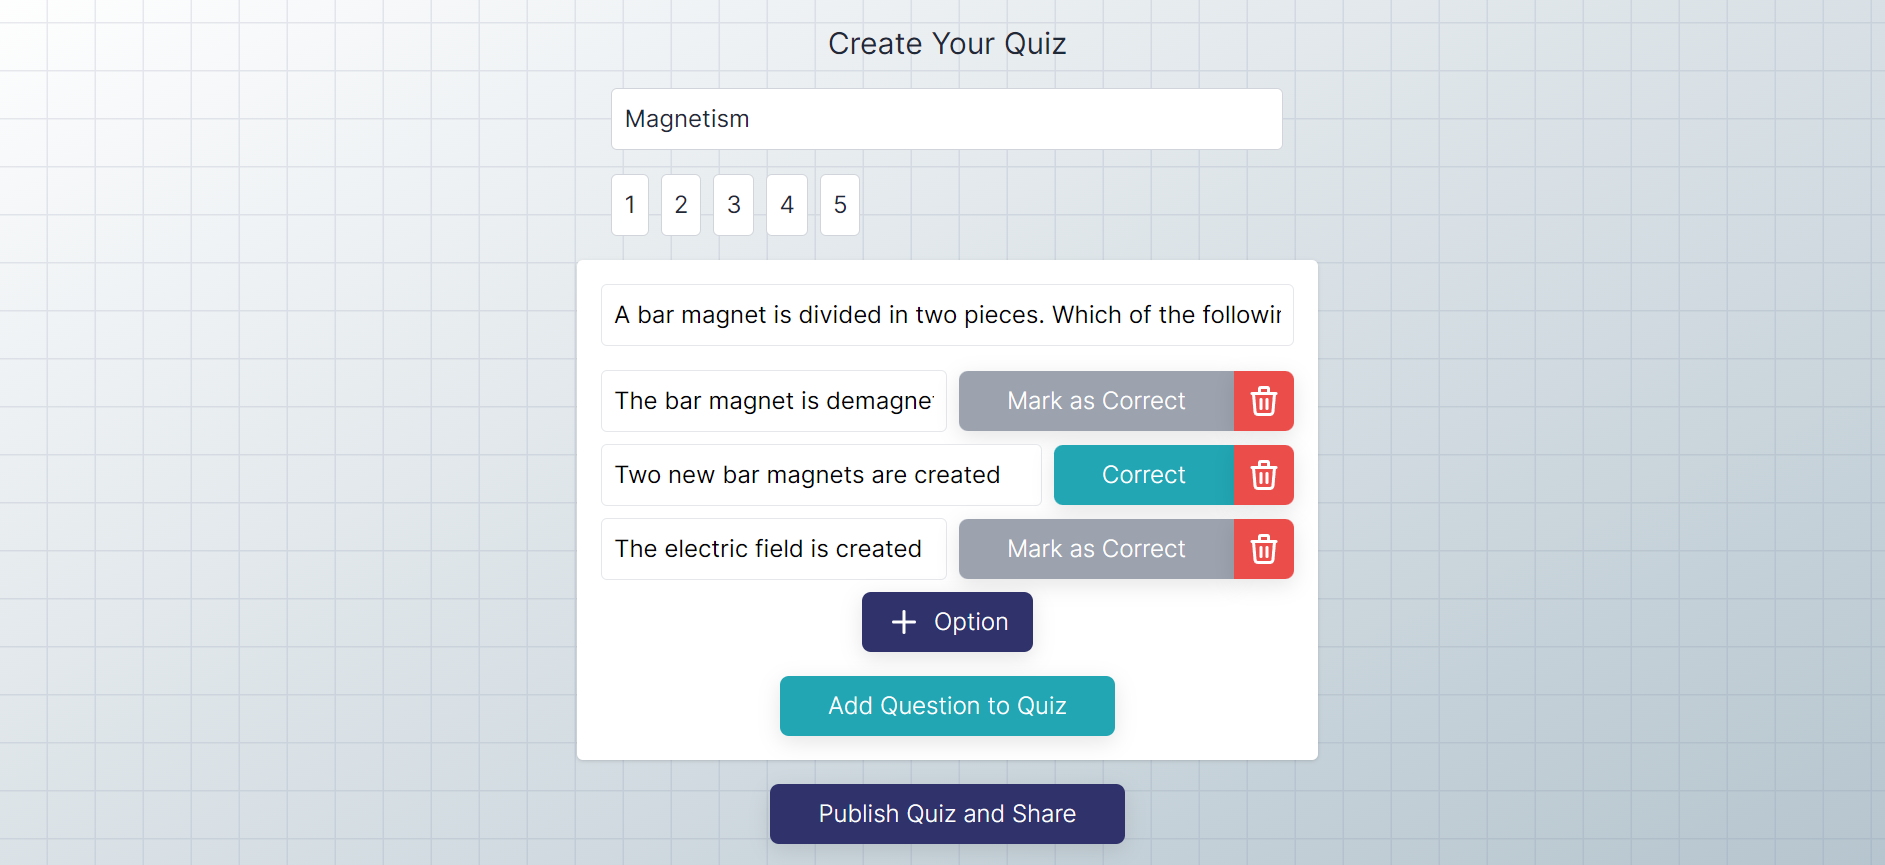 Create Your Quiz
Magnetism
1 2 3 4 5
A bar magnet is divided in two pieces. Which of the
The bar magnet is
Mark as Correct
Two new bar magnets are created
Correct
The electric field is created
Mark as Correct
Option
Add Question to Quiz
Publish Quiz and Share